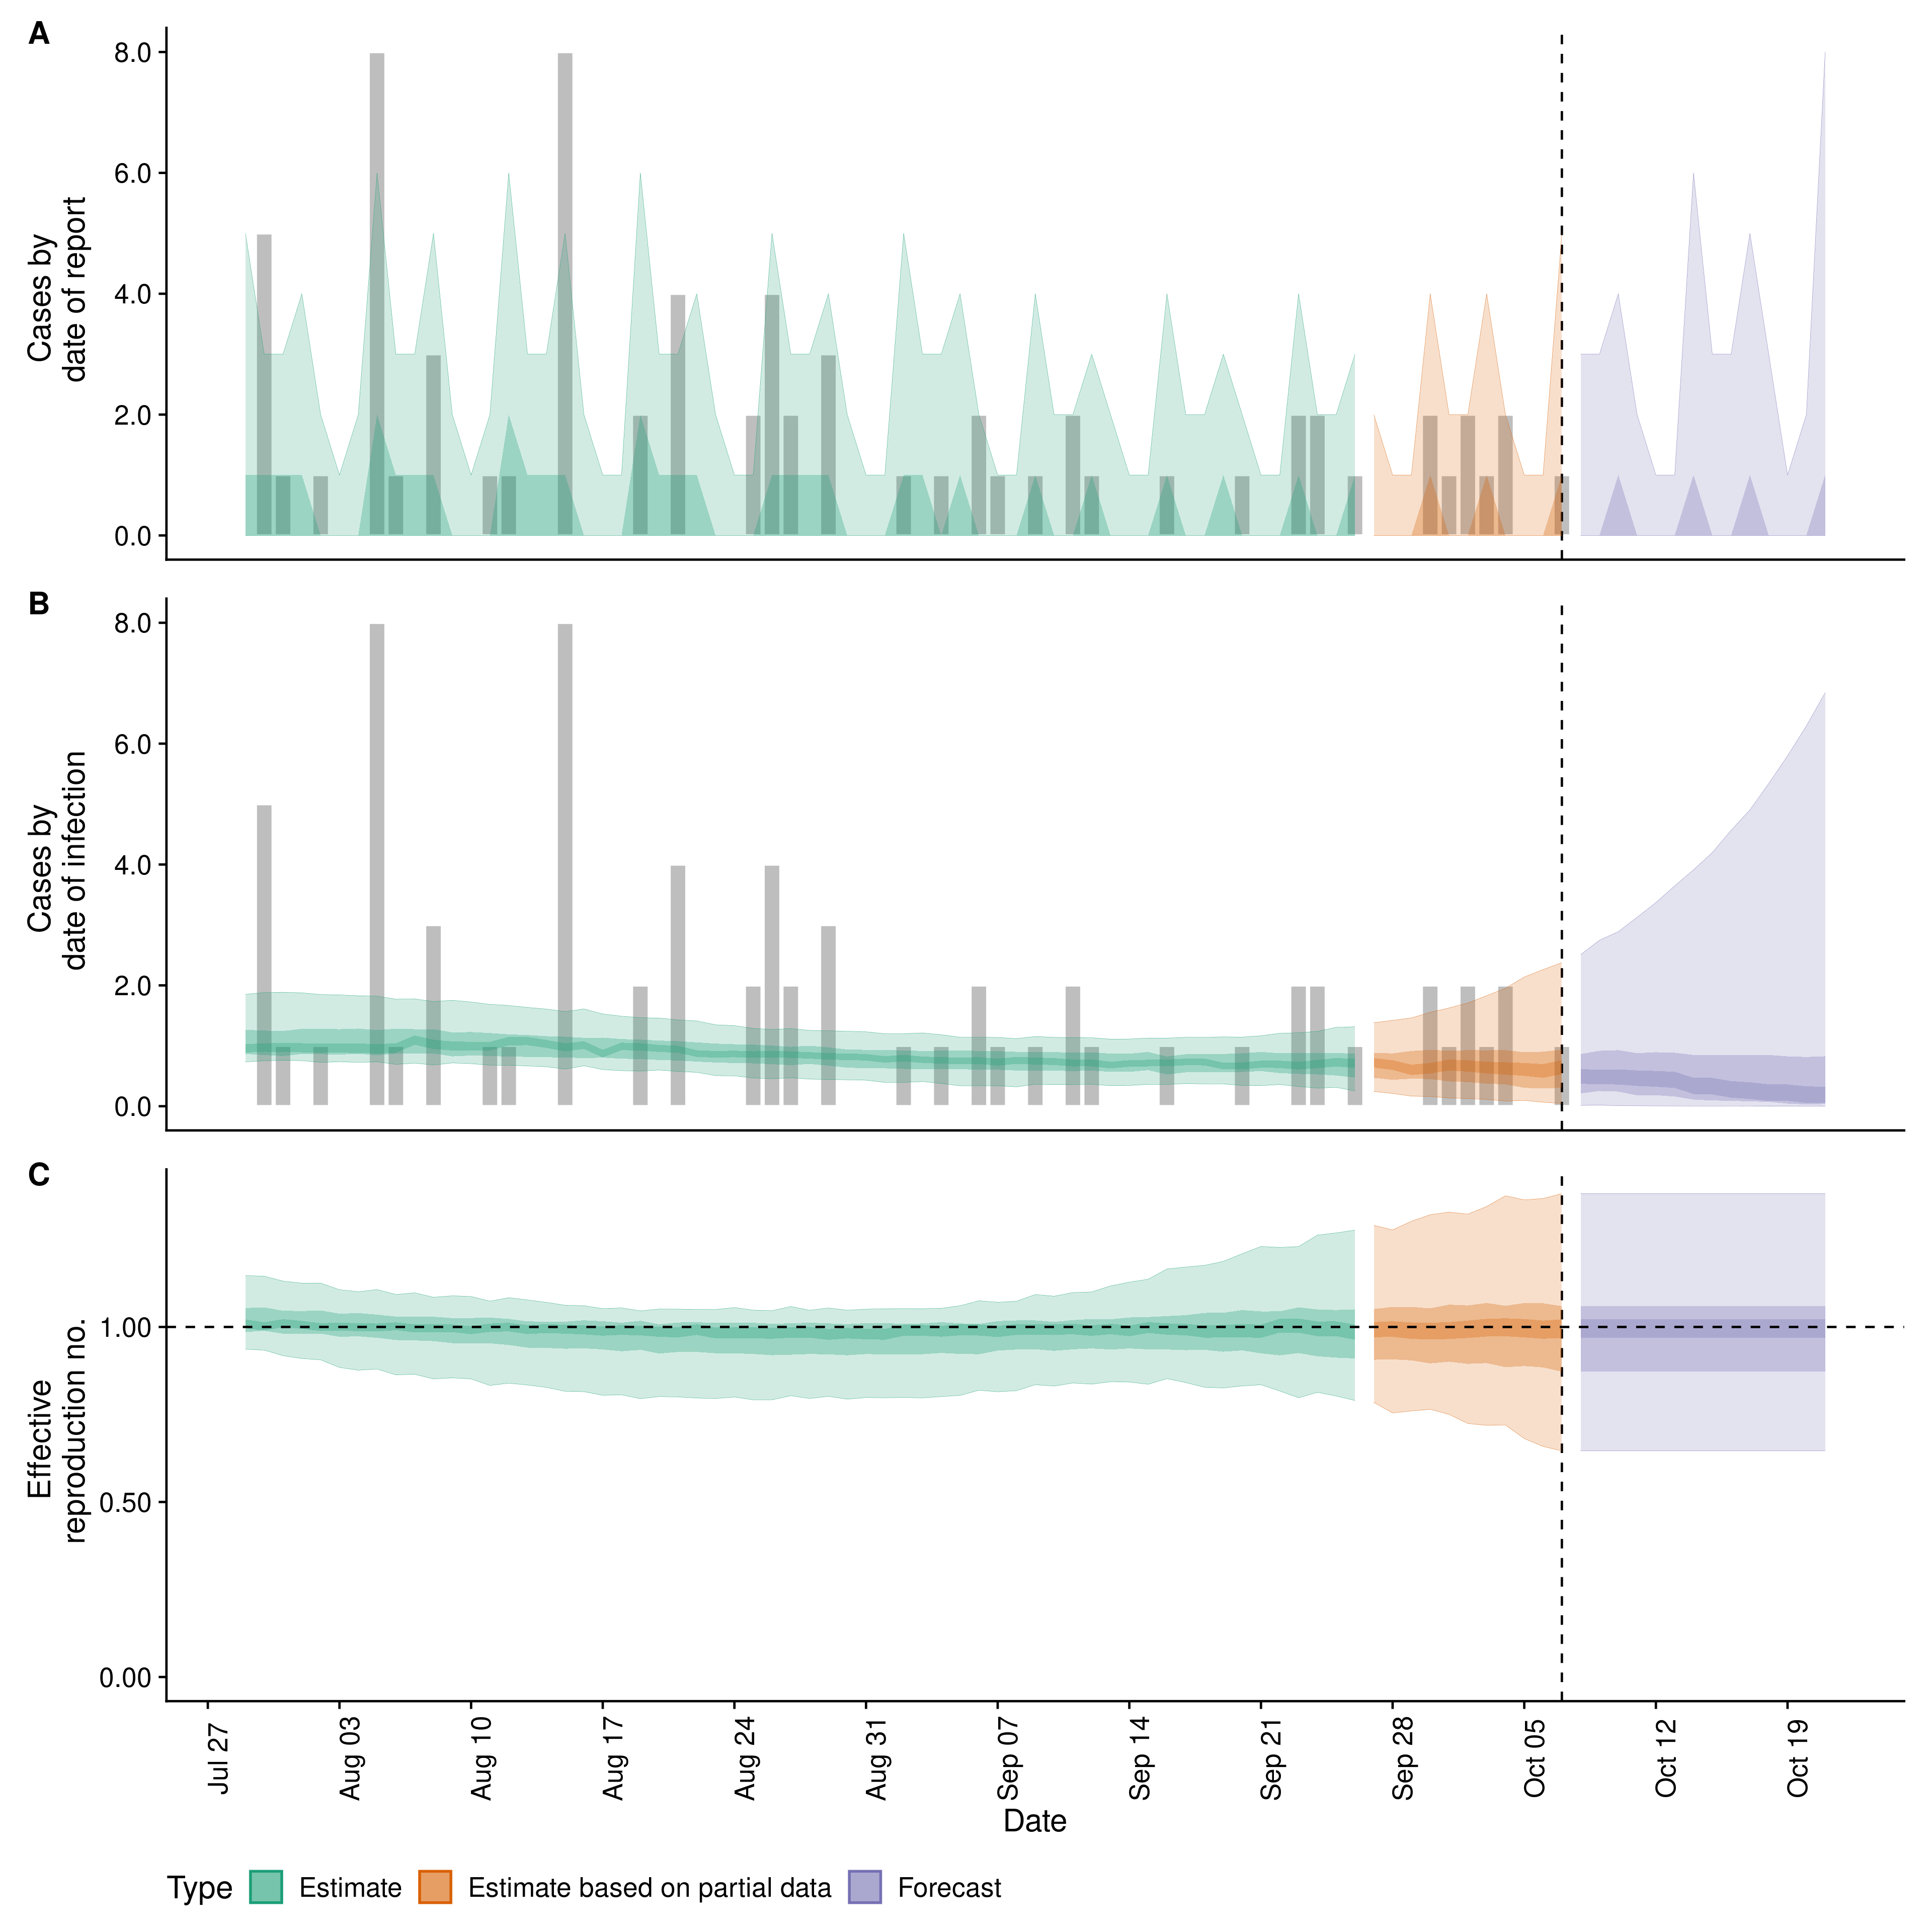 A
8.0
6.0
4.0
2.0
0.0
Cases by
date of report
B
8.0
6.0
4.0
2.0
0.0
Cases by
date of infection
C
1.00
0.50
0.00
Effective
reproduction no.
Jul 27
Aug 03
Aug 10
Aug 17
Aug 24
Aug 31
Sep 07
Sep 14
Sep 21
Sep 28
Oct 05
Oct 12
Oct 19
Date
Type Estimate Estimate based on partial data Forecast